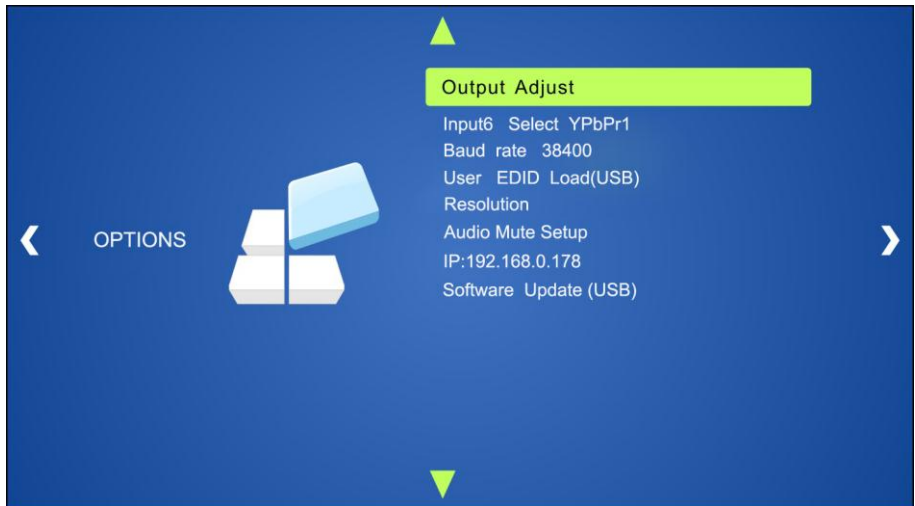 Output Adjust
Input6 Select YPbPr1
Baud rate 38400
User EDID Load(USB)
Resolution
OPTIONS
Audio Mute Setup
IP:192.168.0.178
Software Update (USB)